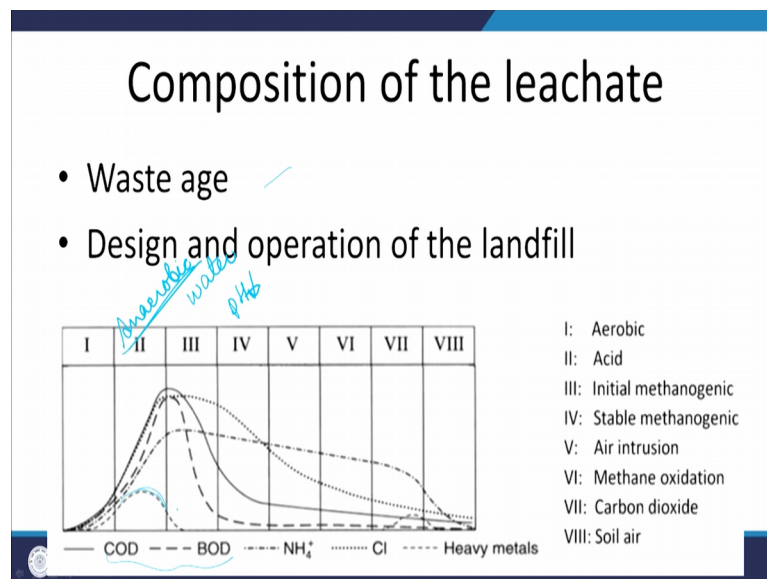 Composition of the leachate
• Waste age
• Design and operation of the landfill
Anaerobic
water
I II III IV V VI VII VIII
I: Aerobic
II: Acid
III: Initial methanogenic
IV: Stable methanogenic
V: Air intrusion
VI: Methane oxidation
VII: Carbon dioxide
VIII: Soil air
COD BOD NH₄⁺ Cl Heavy metals